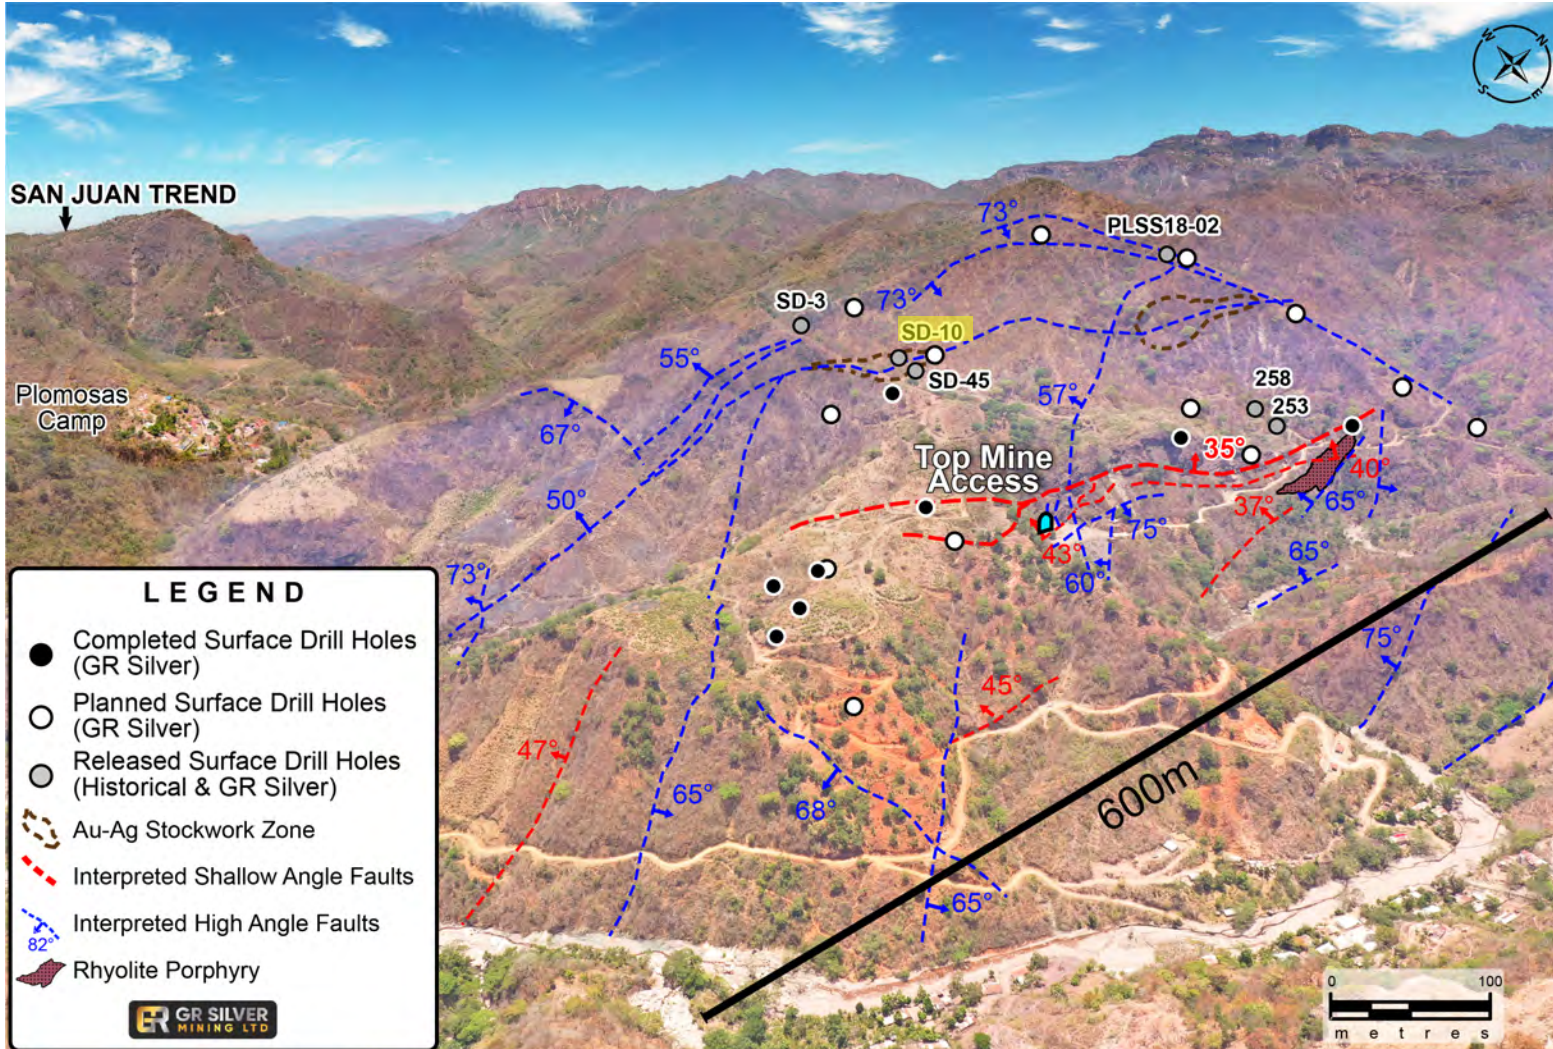 W
N
S
E
SAN JUAN TREND
73°
PLSS18-02
73°
SD-3
SD-10
55°
SD-45
Plomosas
Camp
67°
57°
258
253
Top Mine
Access
35°
40°
50°
37°
65°
75°
43°
60°
65°
73°
75°
45°
47°
65°
68°
65°
600m
LEGEND
Completed Surface Drill Holes
(GR Silver)
Planned Surface Drill Holes
(GR Silver)
Released Surface Drill Holes
(Historical & GR Silver)
Au-Ag Stockwork Zone
Interpreted Shallow Angle Faults
Interpreted High Angle Faults
82°
Rhyolite Porphyry
GR GR SILVER
MINING LTD
0 100
metres